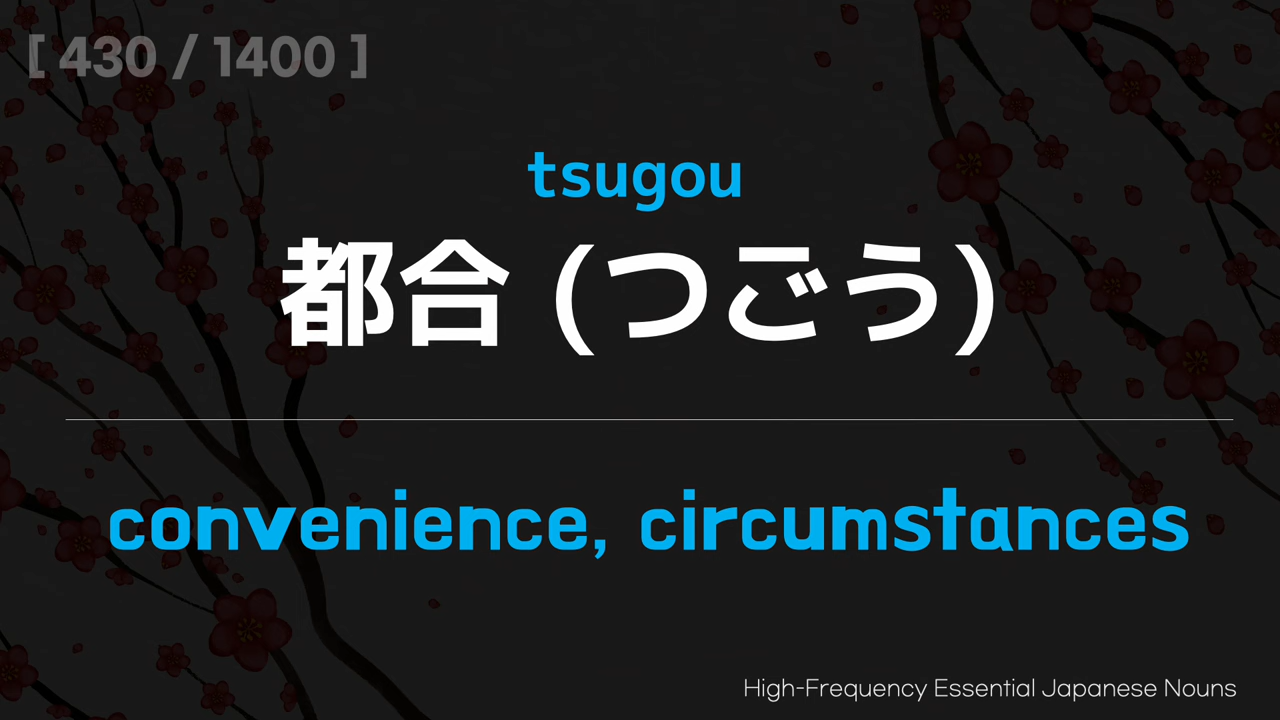 [ 430 / 1400 ]
tsugou
都合 (つごう)
convenience, circumstances
High-Frequency Essential Japanese Nouns